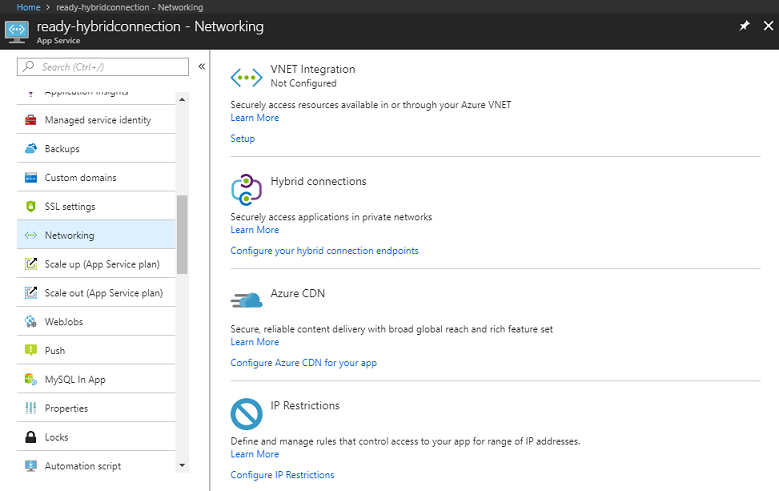 Home > ready-hybridconnection - Networking
ready-hybridconnection - Networking
App Service
Search (Ctrl+/)
Application Insights
Managed service identity
Backups
Custom domains
SSL settings
Networking
Scale up (App Service plan)
Scale out (App Service plan)
WebJobs
Push
MySQL In App
Properties
Locks
Automation script
VNET Integration
Not Configured
Securely access resources available in or through your Azure VNET
Learn More
Setup
Hybrid connections
Securely access applications in private networks
Learn More
Configure your hybrid connection endpoints
Azure CDN
Secure, reliable content delivery with broad global reach and rich feature set
Learn More
Configure Azure CDN for your app
IP Restrictions
Define and manage rules that control access to your app for range of IP addresses.
Learn More
Configure IP Restrictions